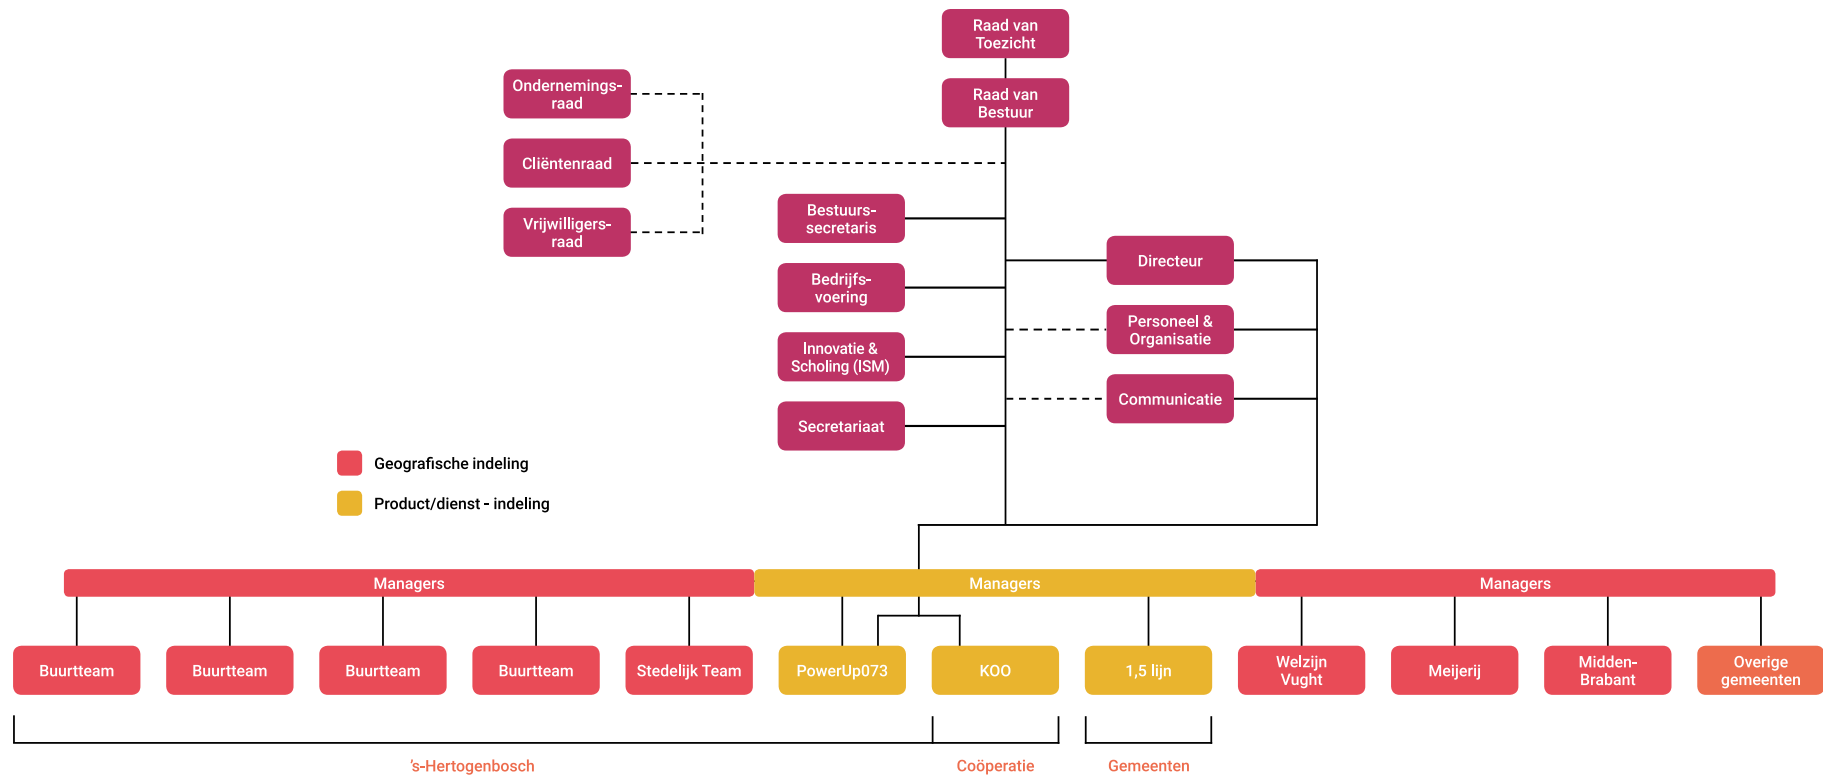 Raad van
Toezicht
Raad van
Bestuur
Ondernemings-
raad
Cliëntenraad
Vrijwilligers-
raad
Bestuurs-
secretaris
Bedrijfs-
voering
Innovatie &
Scholing (ISM)
Secretariaat
Directeur
Personeel &
Organisatie
Communicatie
Geografische indeling
Product/dienst - indeling
Managers
Managers
Managers
Buurtteam
Buurtteam
Buurtteam
Buurtteam
Stedelijk Team
PowerUp073
KOO
1,5 lijn
Welzijn
Vught
Meijerij
Midden-
Brabant
Overige
gemeenten
's-Hertogenbosch
Coöperatie
Gemeenten